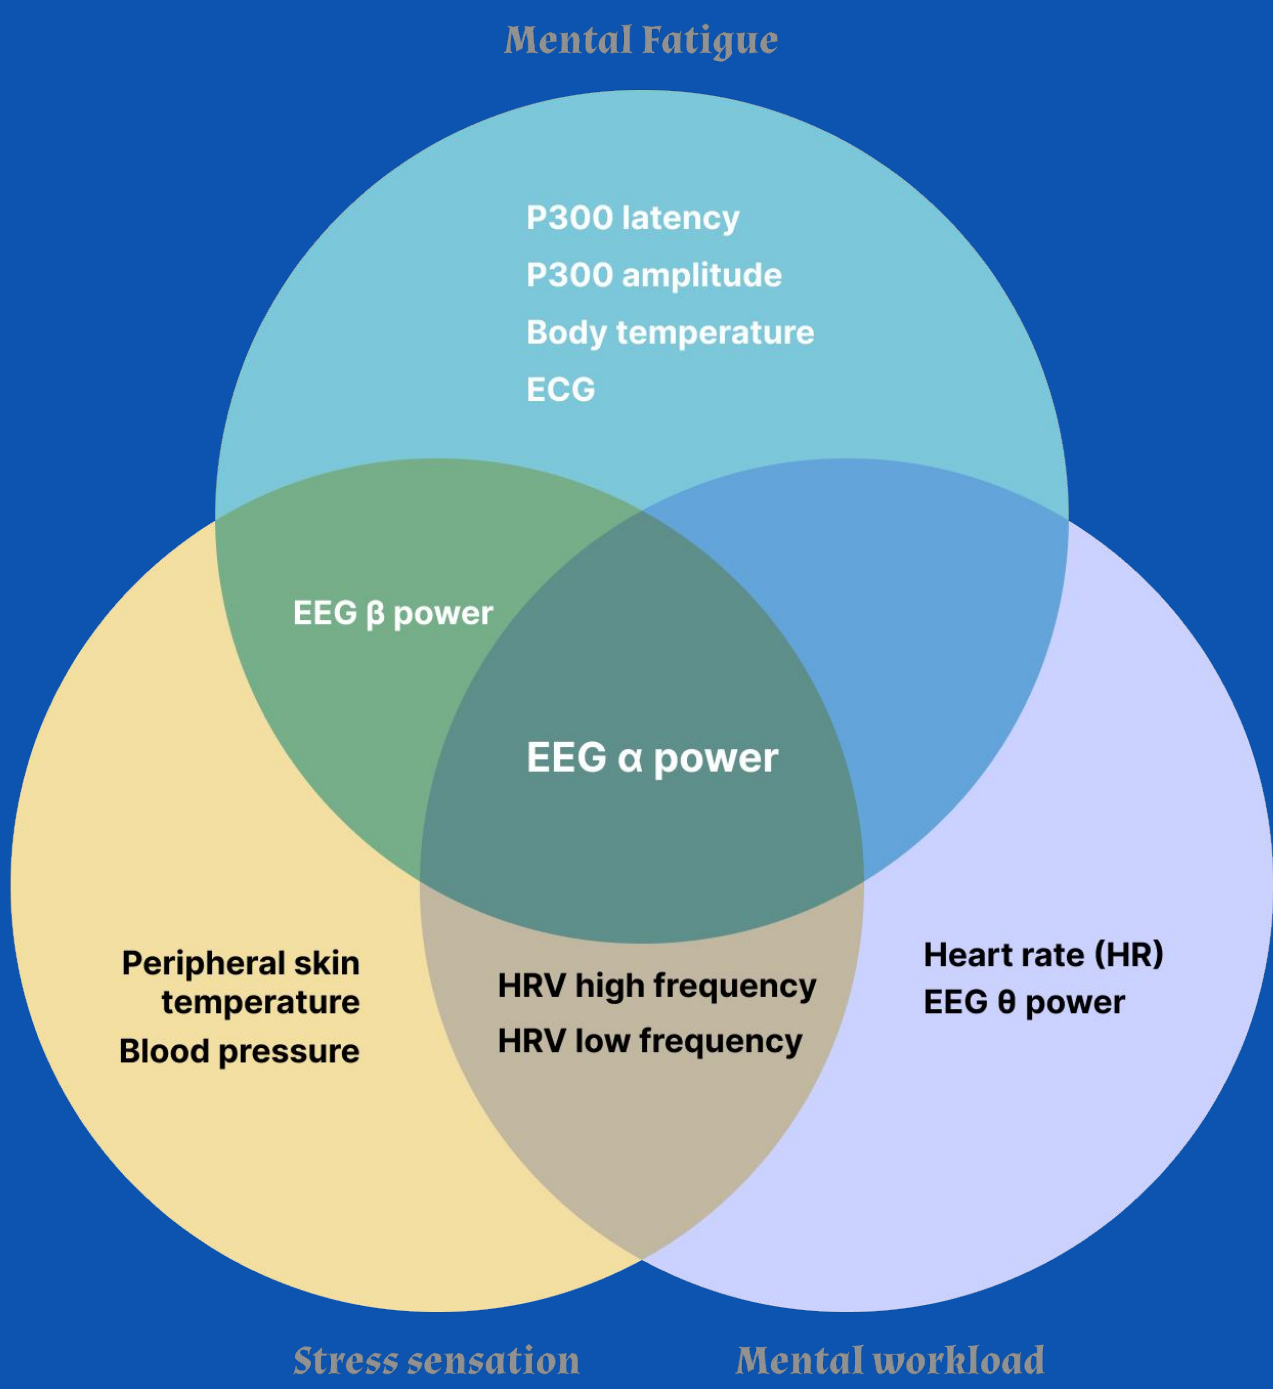 Mental Fatigue
P300 latency
P300 amplitude
Body temperature
ECG
EEG β power
EEG α power
Peripheral skin
temperature
Blood pressure
HRV high frequency
HRV low frequency
Heart rate (HR)
EEG θ power
Stress sensation
Mental workload